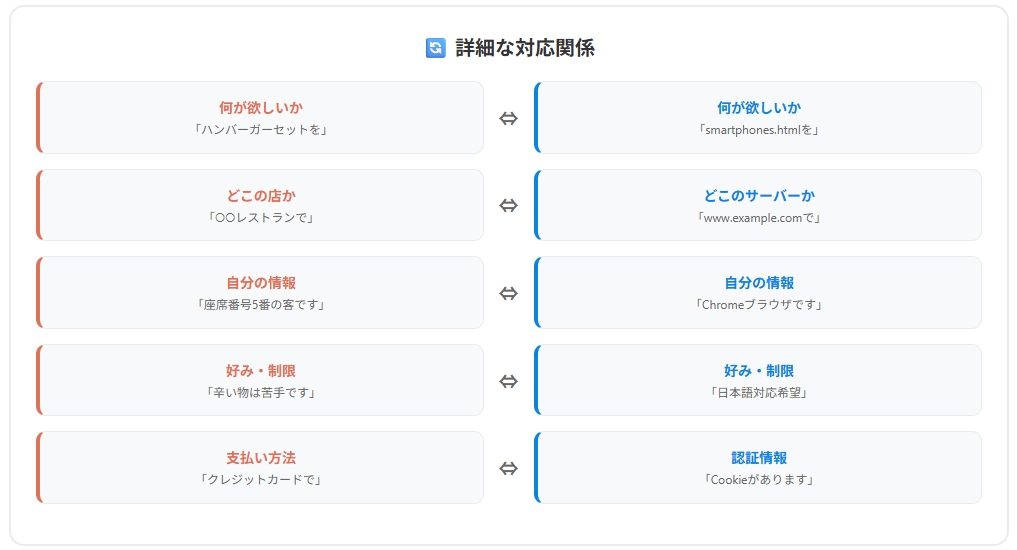 詳細な対応関係
何が欲しいか
「ハンバーガーセットを」
⇔
何が欲しいか
「smartphones.htmlを」
どこの店か
「〇〇レストランで」
⇔
どこのサーバーか
「www.example.comで」
自分の情報
「座席番号5番の客です」
⇔
自分の情報
「Chromeブラウザです」
好み・制限
「辛い物は苦手です」
⇔
好み・制限
「日本語対応希望」
支払い方法
「クレジットカードで」
⇔
認証情報
「Cookieがあります」